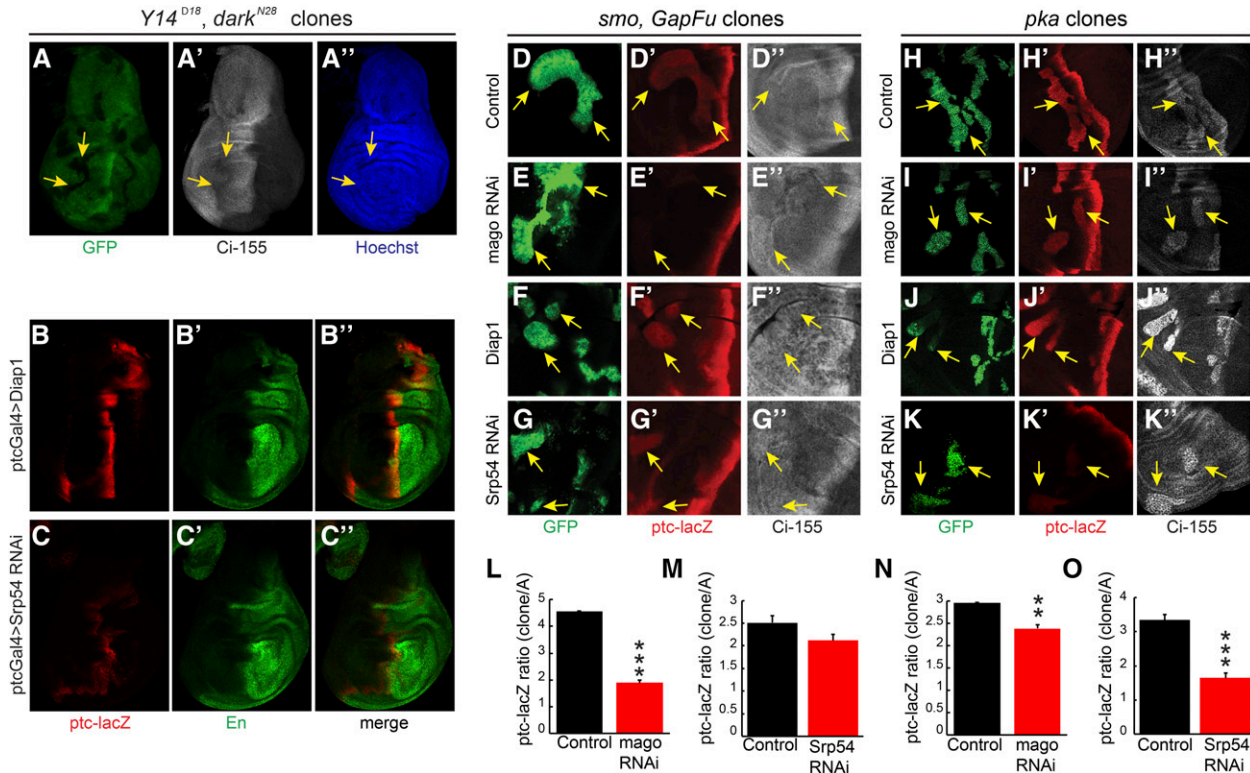 Y14 D18, dark N28 clones
A A' A''
GFP Ci-155 Hoechst
ptcGal4>Diap1
B B' B''
ptcGal4>Srp54 RNAi
C C' C''
ptc-lacZ En merge
smo, GapFu clones
Control
D D' D''
mago RNAi
E E' E''
Diap1
F F' F''
Srp54 RNAi
G G' G''
GFP ptc-lacZ Ci-155
pka clones
Control
H H' H''
mago RNAi
I I' I''
Diap1
J J' J''
Srp54 RNAi
K K' K''
GFP ptc-lacZ Ci-155
L
ptc-lacZ ratio (clone/A)
5
4
3
2
1
0
***
Control mago
RNAi
M
ptc-lacZ ratio (clone/A)
3
2.5
2
1.5
1
0
Control Srp54
RNAi
N
ptc-lacZ ratio (clone/A)
3
2.5
2
1.5
1
0
**
Control mago
RNAi
O
ptc-lacZ ratio (clone/A)
4
3
2
1
0
***
Control Srp54
RNAi